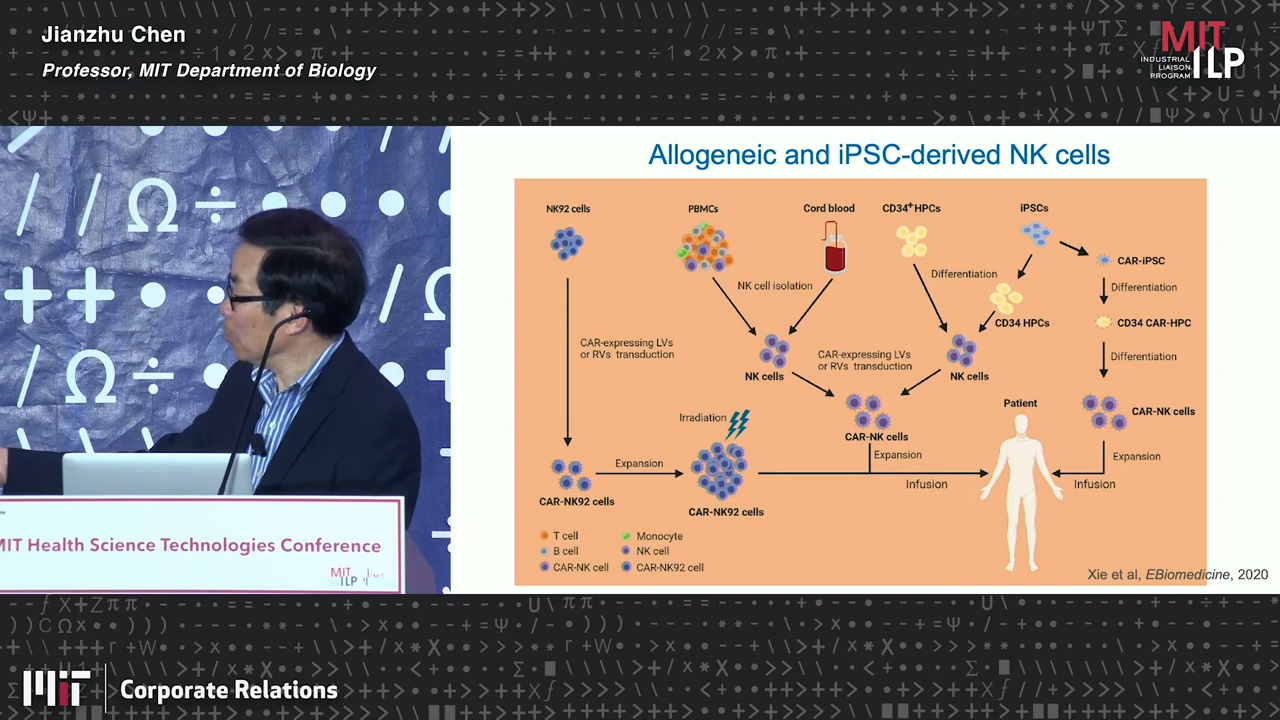 Jianzhu Chen
Professor, MIT Department of Biology
MIT
INDUSTRIAL
LIAISON
PROGRAM
ILP
Allogeneic and iPSC-derived NK cells
NK92 cells
PBMCs
Cord blood
CD34+HPCs
iPSCs
CAR-iPSC
Differentiation
NK cell isolation
Differentiation
CD34 HPCs
CD34 CAR-HPC
CAR-expressing LVs
or RVs transduction
CAR-expressing LVs
or RVs transduction
Differentiation
NK cells
NK cells
Patient
CAR-NK cells
Irradiation
CAR-NK cells
Expansion
Expansion
Expansion
Infusion
Infusion
CAR-NK92 cells
CAR-NK92 cells
T cell
Monocyte
B cell
NK cell
CAR-NK cell
CAR-NK92 cell
Xie et al, EBiomedicine, 2020
MIT Health Science Technologies Conference
MIT
ILP
MIT
Corporate Relations